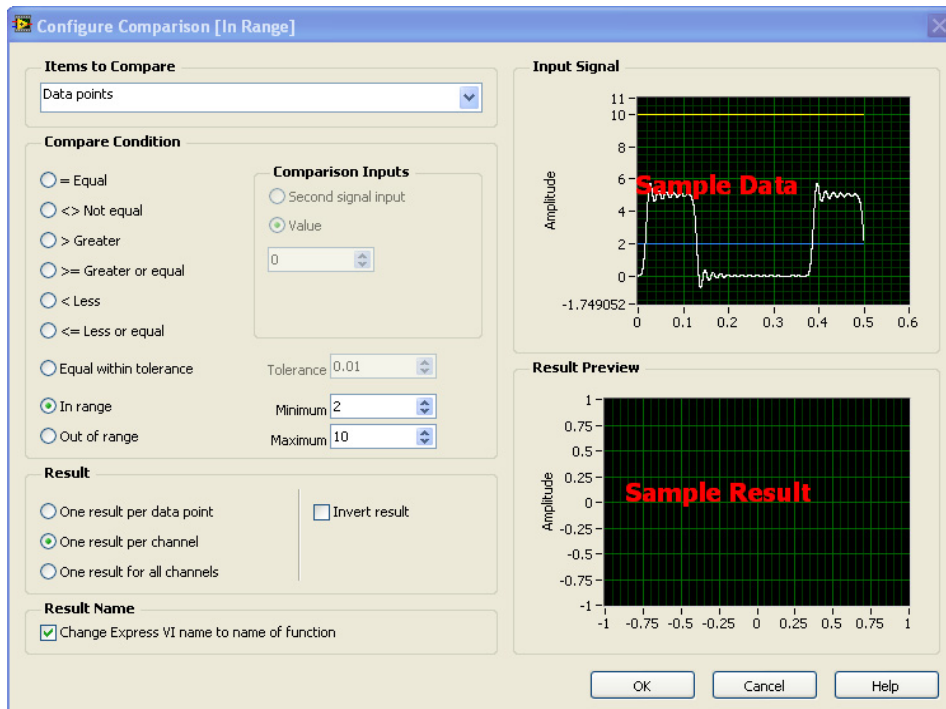 Configure Comparison [In Range]
Items to Compare
Data points
Compare Condition
= Equal
<> Not equal
> Greater
>= Greater or equal
< Less
<= Less or equal
Equal within tolerance
In range
Out of range
Comparison Inputs
Second signal input
Value
0
Tolerance 0.01
Minimum 2
Maximum 10
Result
One result per data point
One result per channel
One result for all channels
Invert result
Result Name
Change Express VI name to name of function
Input Signal
Amplitude
11
10
8
6
4
2
0
-1.749052
Sample Data
0 0.1 0.2 0.3 0.4 0.5 0.6
Result Preview
Amplitude
1
0.75
0.5
0.25
0
-0.25
-0.5
-0.75
-1
Sample Result
-1 -0.75 -0.5 -0.25 0 0.25 0.5 0.75 1
OK Cancel Help